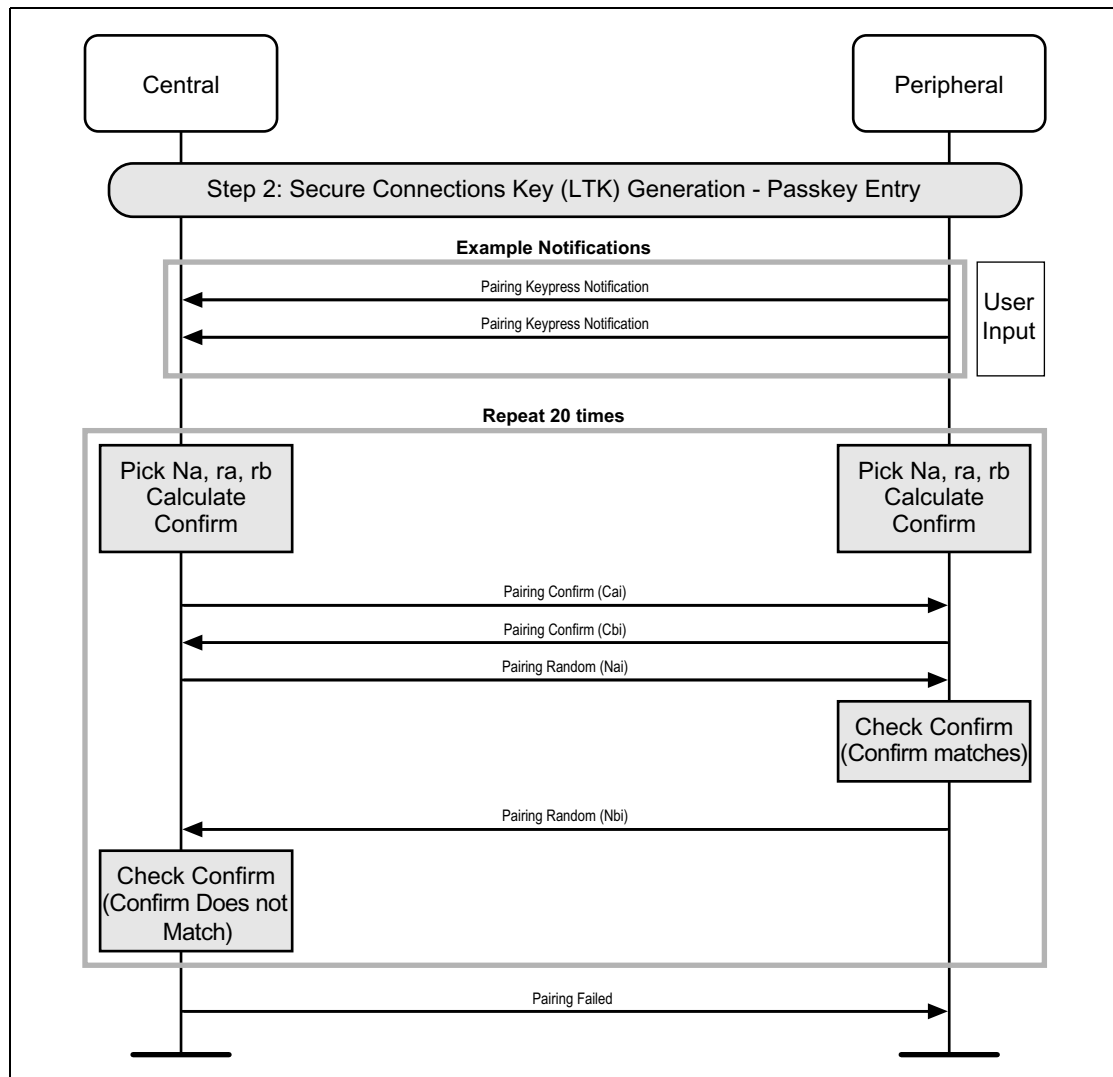 Central
Peripheral
Step 2: Secure Connections Key (LTK) Generation - Passkey Entry
Example Notifications
Pairing Keypress Notification
User
Input
Pairing Keypress Notification
Repeat 20 times
Pick Na, ra, rb
Calculate
Confirm
Pick Na, ra, rb
Calculate
Confirm
Pairing Confirm (Cai)
Pairing Confirm (Cbi)
Pairing Random (Nai)
Check Confirm
(Confirm matches)
Pairing Random (Nbi)
Check Confirm
(Confirm Does not
Match)
Pairing Failed